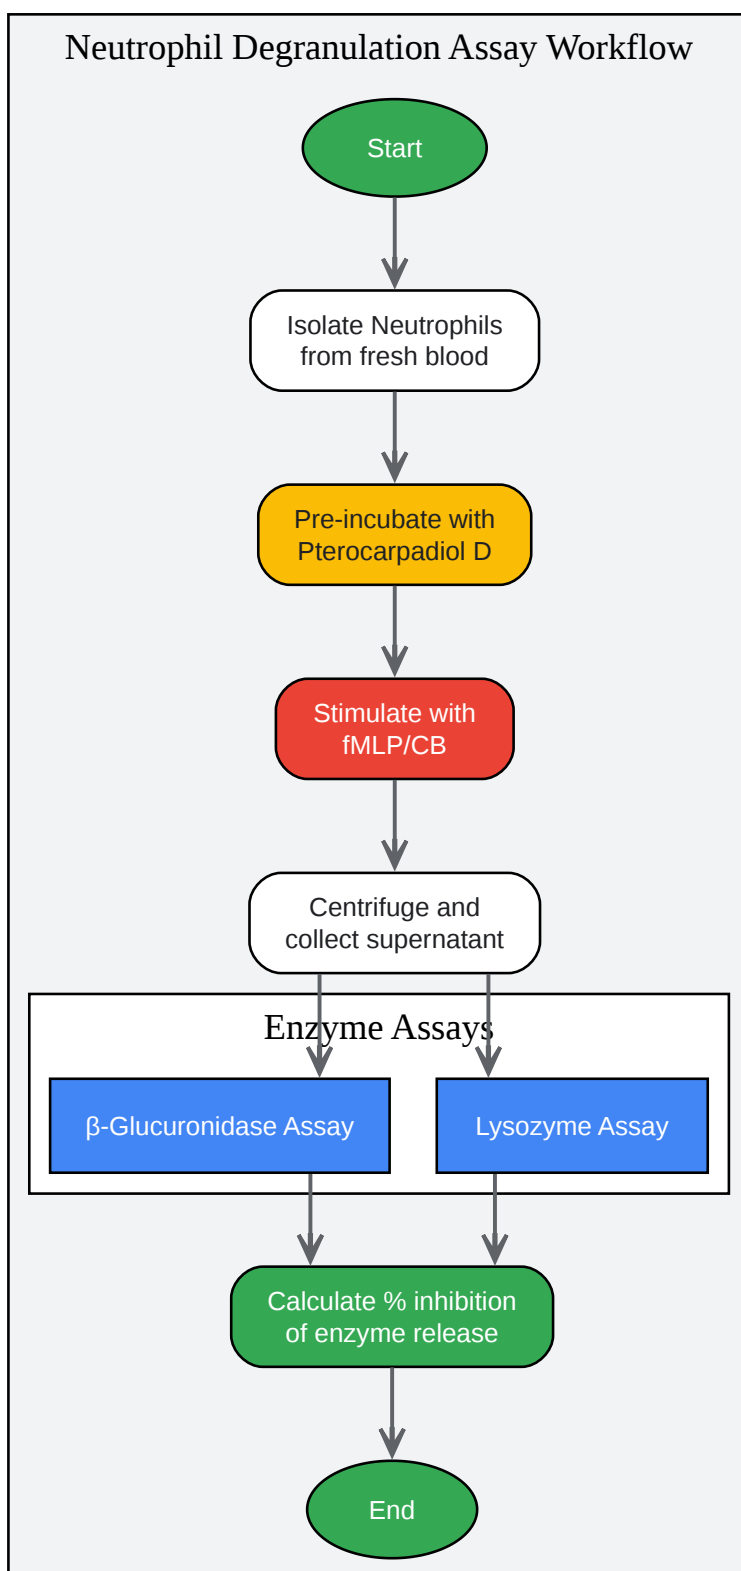 Neutrophil Degranulation Assay Workflow
Start
Isolate Neutrophils
from fresh blood
Pre-incubate with
Pterocarpadiol D
Stimulate with
fMLP/CB
Centrifuge and
collect supernatant
Enzyme Assays
β-Glucuronidase Assay
Lysozyme Assay
Calculate % inhibition
of enzyme release
End